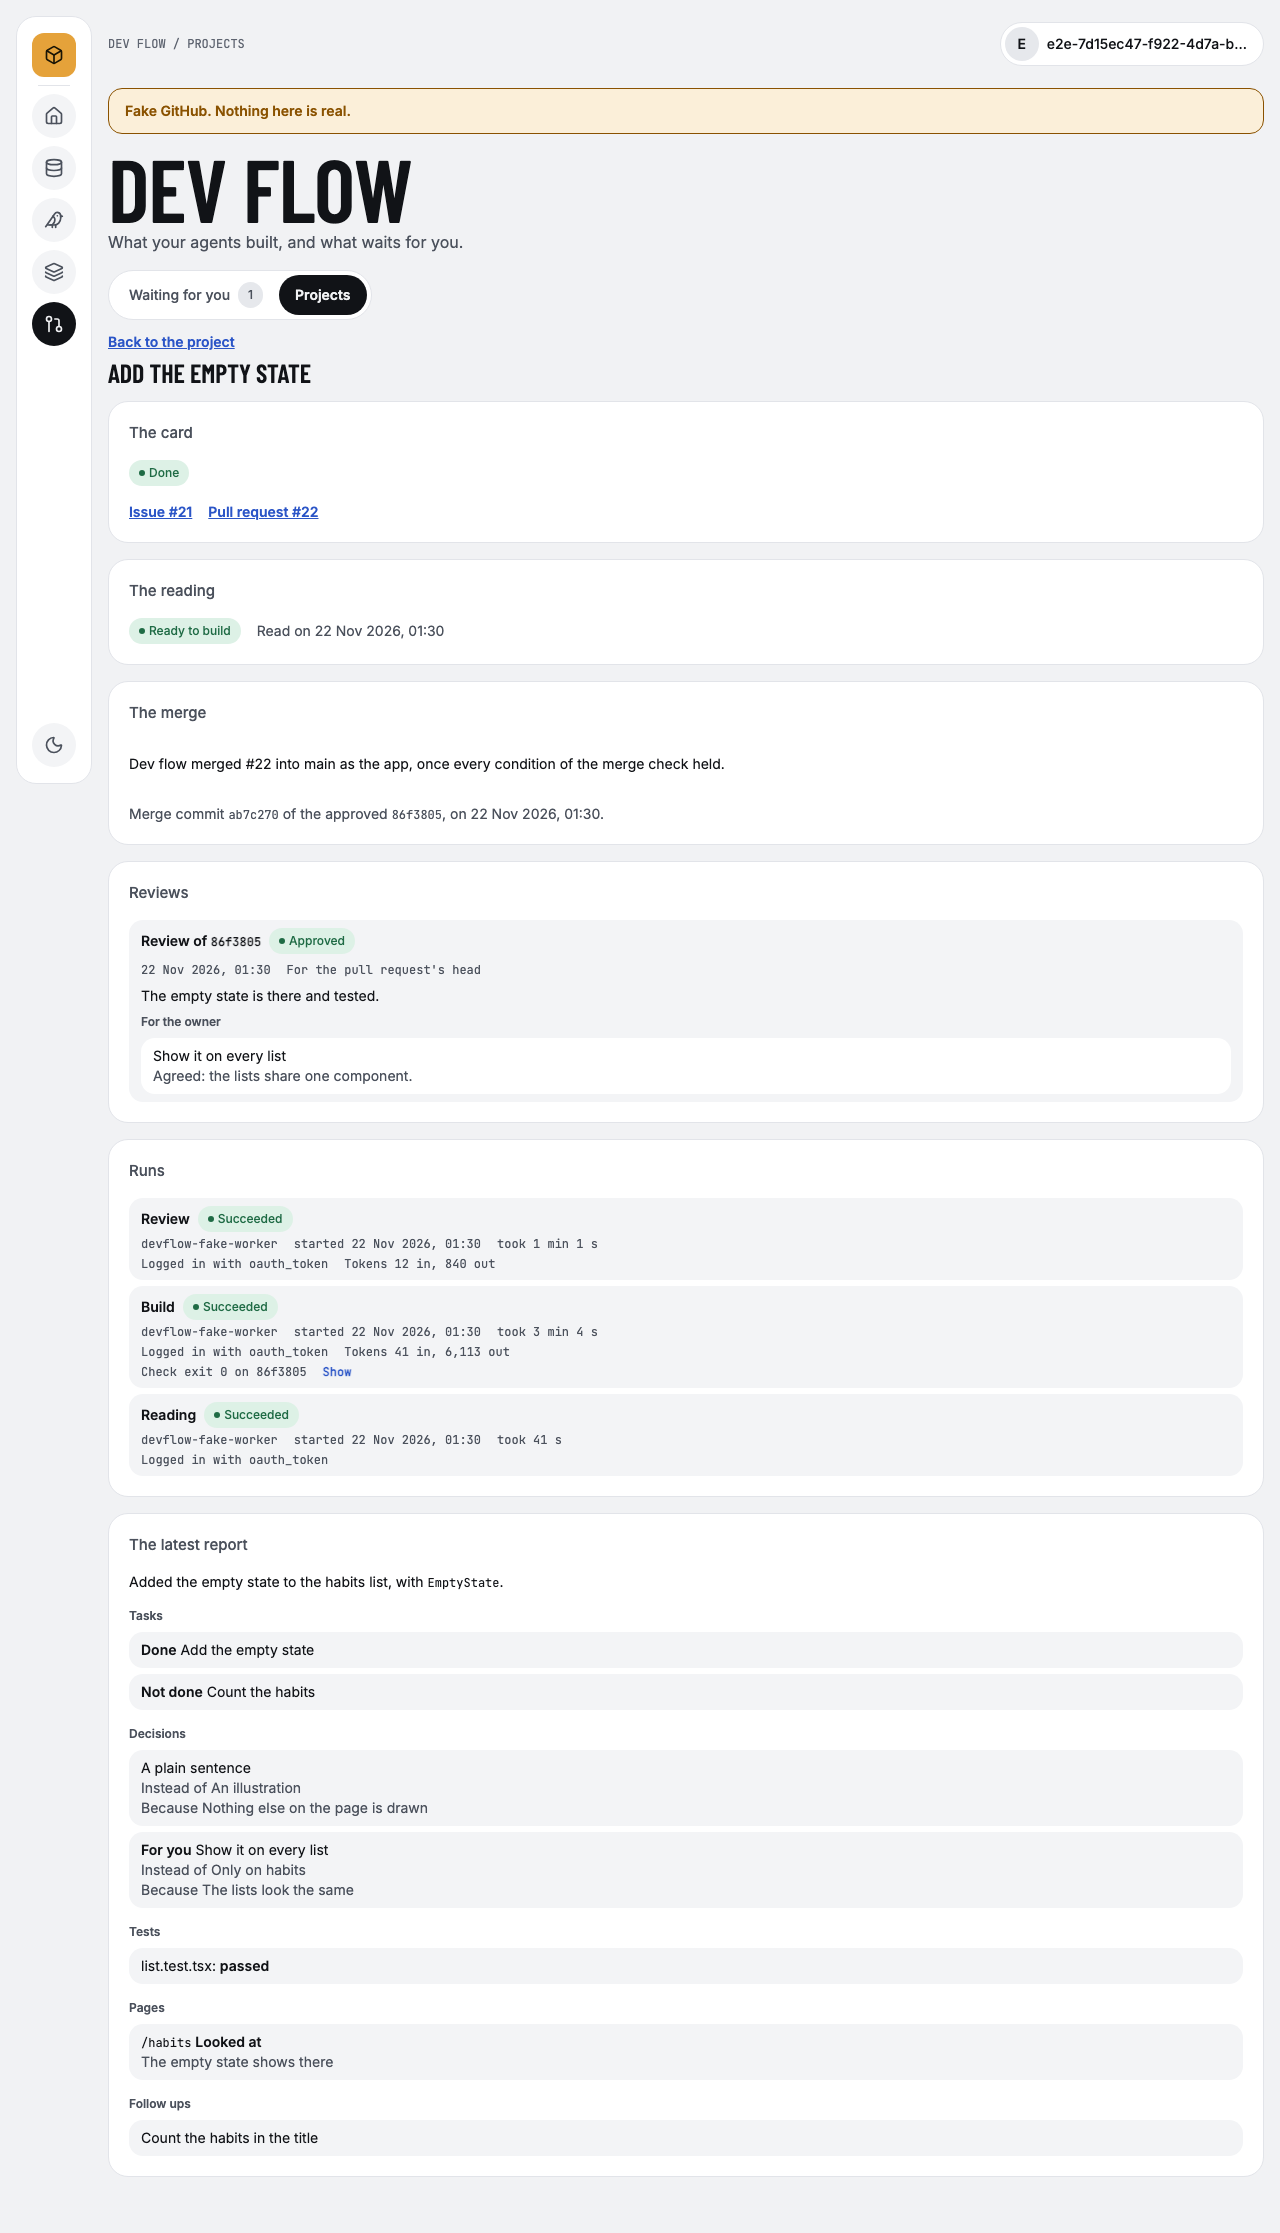 DEV FLOW / PROJECTS
E
e2e-7d15ec47-f922-4d7a-b...
Fake GitHub. Nothing here is real.
DEV FLOW
What your agents built, and what waits for you.
Waiting for you 1
Projects
Back to the project
ADD THE EMPTY STATE
The card
Done
Issue #21 Pull request #22
The reading
Ready to build Read on 22 Nov 2026, 01:30
The merge
Dev flow merged #22 into main as the app, once every condition of the merge check held.
Merge commit ab7c270 of the approved 86f3805, on 22 Nov 2026, 01:30.
Reviews
Review of 86f3805 Approved
22 Nov 2026, 01:30 For the pull request's head
The empty state is there and tested.
For the owner
Show it on every list
Agreed: the lists share one component.
Runs
Review Succeeded
devflow-fake-worker started 22 Nov 2026, 01:30 took 1 min 1 s
Logged in with oauth_token Tokens 12 in, 840 out
Build Succeeded
devflow-fake-worker started 22 Nov 2026, 01:30 took 3 min 4 s
Logged in with oauth_token Tokens 41 in, 6,113 out
Check exit 0 on 86f3805 Show
Reading Succeeded
devflow-fake-worker started 22 Nov 2026, 01:30 took 41 s
Logged in with oauth_token
The latest report
Added the empty state to the habits list, with EmptyState.
Tasks
Done Add the empty state
Not done Count the habits
Decisions
A plain sentence
Instead of An illustration
Because Nothing else on the page is drawn
For you Show it on every list
Instead of Only on habits
Because The lists look the same
Tests
list.test.tsx: passed
Pages
/habits Looked at
The empty state shows there
Follow ups
Count the habits in the title